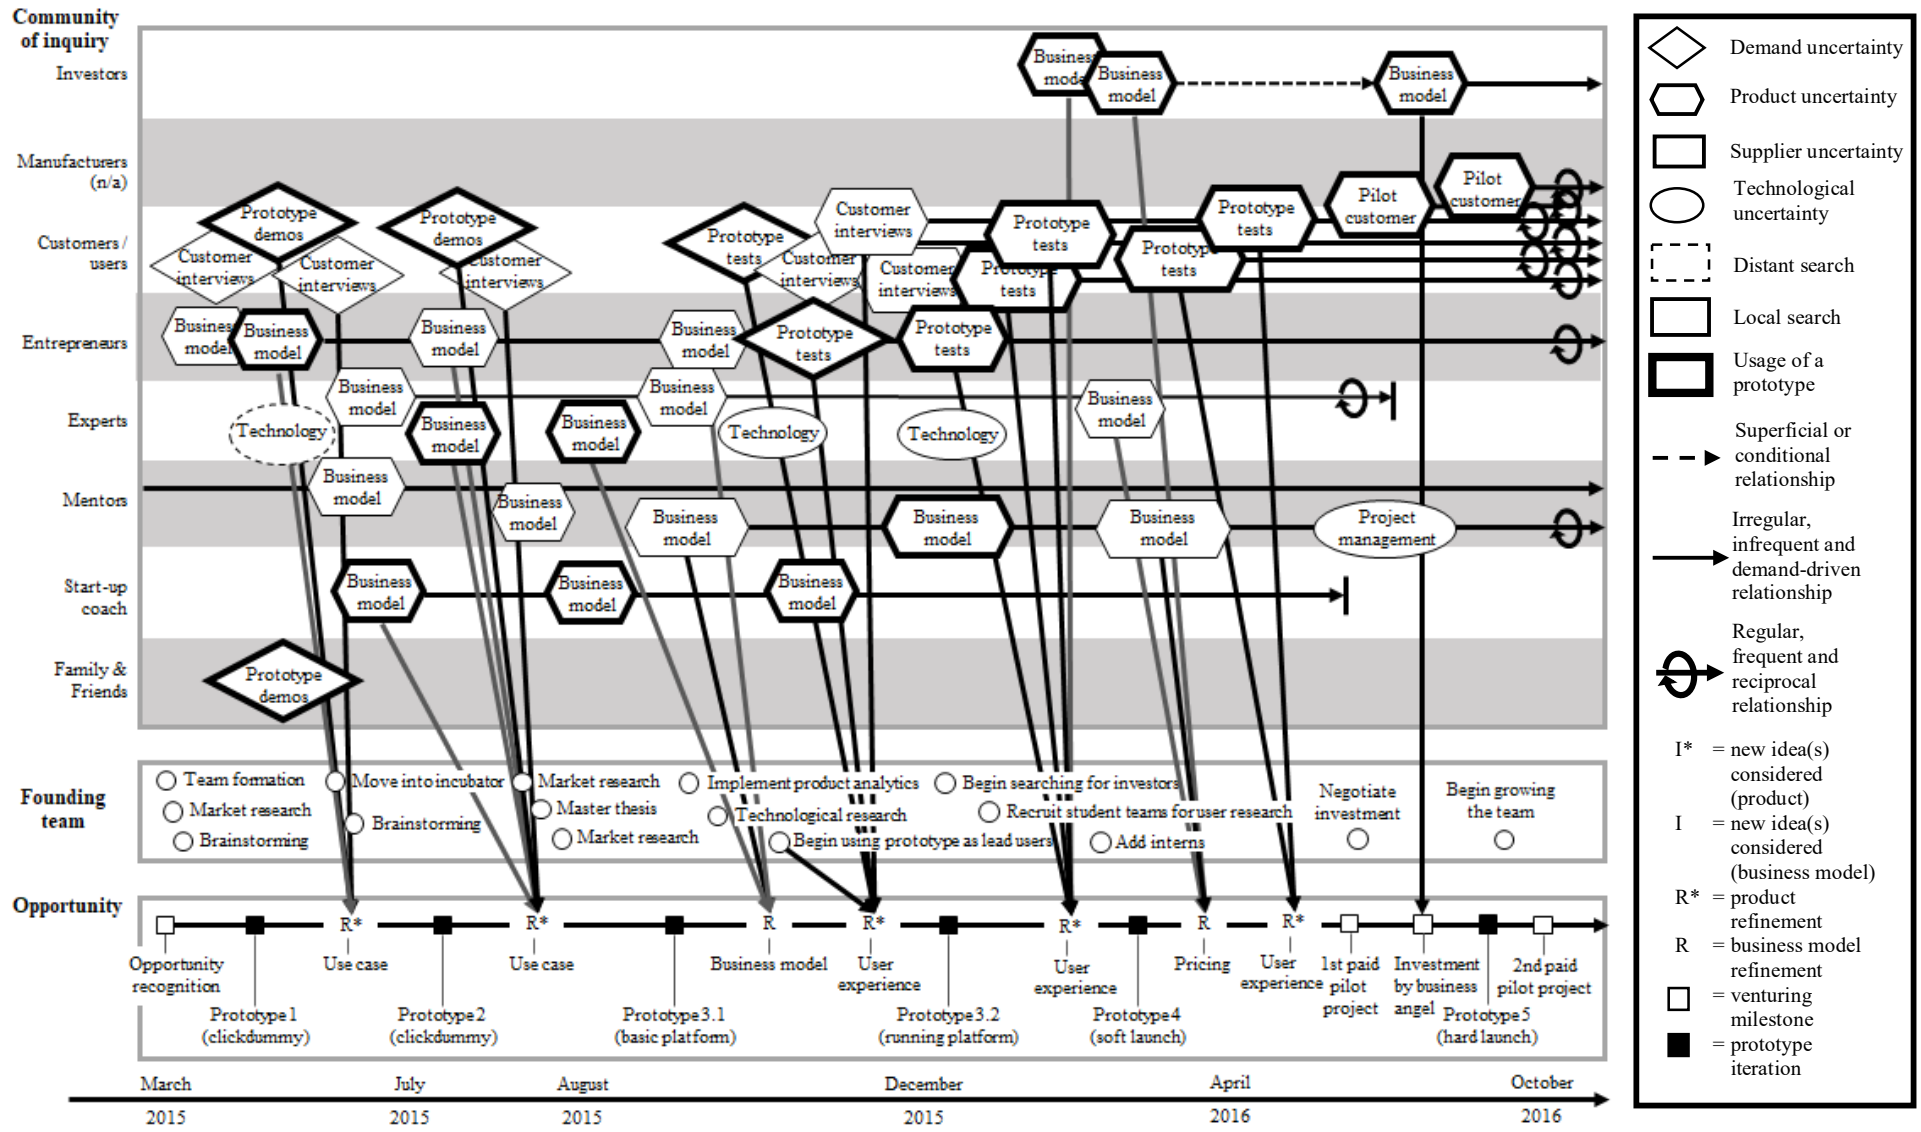 Community
of inquiry
Investors
Business
mode
Business
model
Business
model
Manufacturers
(n/a)
Pilot
customer
Pilot
customer
Customers /
users
Prototype
demos
Customer
interviews
Customer
interviews
Prototype
demos
Customer
interviews
Prototype
tests
Customer
interviews
Customer
interviews
Customer
interviews
Prototype
tests
Prototype
tests
Prototype
tests
Prototype
tests
Entrepreneurs
Business
model
Business
model
Business
model
Business
model
Prototype
tests
Prototype
tests
Experts
Technology
Business
model
Business
model
Business
model
Business
model
Technology
Technology
Business
model
Mentors
Business
model
Business
model
Business
model
Business
model
Business
model
Project
management
Start-up
coach
Business
model
Business
model
Business
model
Family &
Friends
Prototype
demos
Founding
team
Team formation
Market research
Brainstorming
Move into incubator
Brainstorming
Market research
Master thesis
Market research
Implement product analytics
Technological research
Begin using prototype as lead users
Begin searching for investors
Recruit student teams for user research
Add interns
Negotiate
investment
Begin growing
the team
Opportunity
R*
R*
R
R*
R*
R
R*
Opportunity
recognition
Use case
Use case
Business model
User
experience
User
experience
Pricing
User
experience
1st paid
pilot
project
Investment
by business
angel
2nd paid
pilot project
Prototype 1
(clickdummy)
Prototype 2
(clickdummy)
Prototype 3.1
(basic platform)
Prototype 3.2
(running platform)
Prototype 4
(soft launch)
Prototype 5
(hard launch)
March
2015
July
2015
August
2015
December
2015
April
2016
October
2016
Demand uncertainty
Product uncertainty
Supplier uncertainty
Technological
uncertainty
Distant search
Local search
Usage of a
prototype
Superficial or
conditional
relationship
Irregular,
infrequent and
demand-driven
relationship
Regular,
frequent and
reciprocal
relationship
I* = new idea(s)
considered
(product)
I = new idea(s)
considered
(business model)
R* = product
refinement
R = business model
refinement
= venturing
milestone
= prototype
iteration